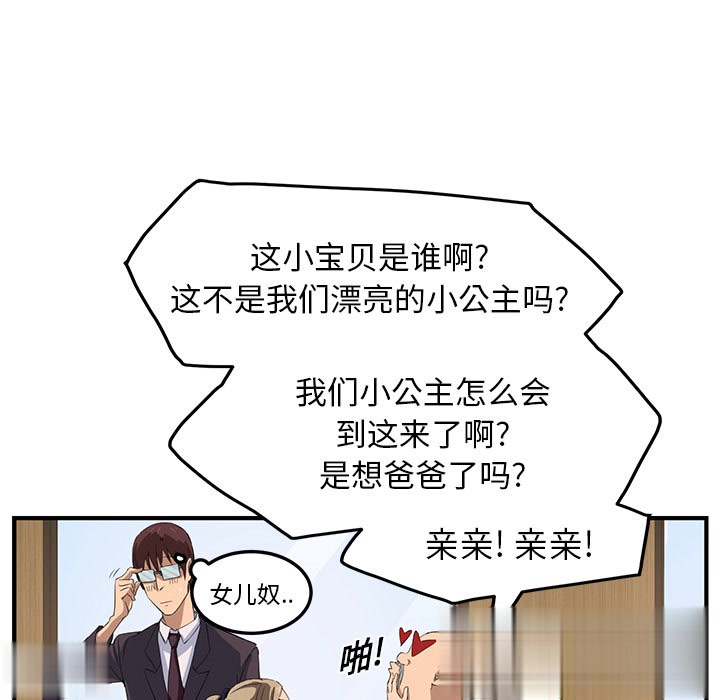 这小宝贝是谁啊?
这不是我们漂亮的小公主吗?
我们小公主怎么会
到这来了啊?
是想爸爸了吗?
亲亲! 亲亲!
女儿奴..
啪!